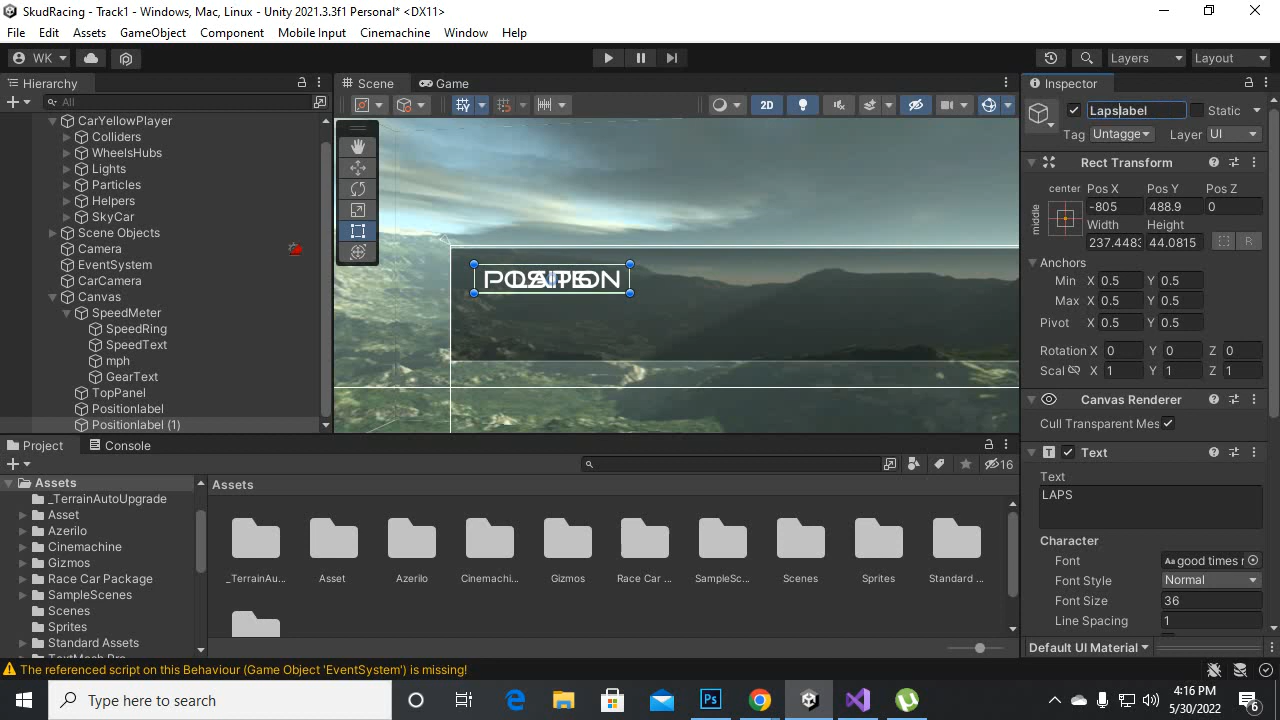 SkudRacing - Track1 - Windows, Mac, Linux - Unity 2021.3.3f1 Personal* <DX11>
File Edit Assets GameObject Component Mobile Input Cinemachine Window Help
WK Layers Layout
Hierarchy
All
CarYellowPlayer
Colliders
WheelsHubs
Lights
Particles
Helpers
SkyCar
Scene Objects
Camera
EventSystem
CarCamera
Canvas
SpeedMeter
SpeedRing
SpeedText
mph
GearText
TopPanel
Positionlabel
Positionlabel (1)
Scene Game
2D
POSITION
LAPS
Inspector
Lapslabel Static
Tag Untagge Layer UI
Rect Transform
center Pos X Pos Y Pos Z
middle -805 488.9 0
Width Height
237.448 44.0815 R
Anchors
Min X 0.5 Y 0.5
Max X 0.5 Y 0.5
Pivot X 0.5 Y 0.5
Rotation X 0 Y 0 Z 0
Scal X 1 Y 1 Z 1
Canvas Renderer
Cull Transparent Mes
T Text
Text
LAPS
Character
Font Aa good times r
Font Style Normal
Font Size 36
Line Spacing 1
Default UI Material
Project Console
16
Assets
_TerrainAutoUpgrade
Asset
Azerilo
Cinemachine
Gizmos
Race Car Package
SampleScenes
Scenes
Sprites
Standard Assets
Assets
_TerrainAu... Asset Azerilo Cinemachi... Gizmos Race Car ... SampleSc... Scenes Sprites Standard ...
The referenced script on this Behaviour (Game Object 'EventSystem') is missing!
Type here to search
Ps
4:16 PM
5/30/2022
6